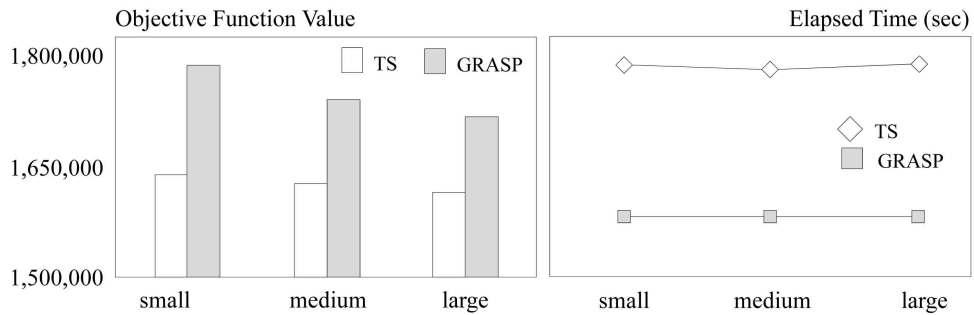 Objective Function Value
1,800,000
1,650,000
1,500,000
TS GRASP
small medium large
Elapsed Time (sec)
TS
GRASP
small medium large